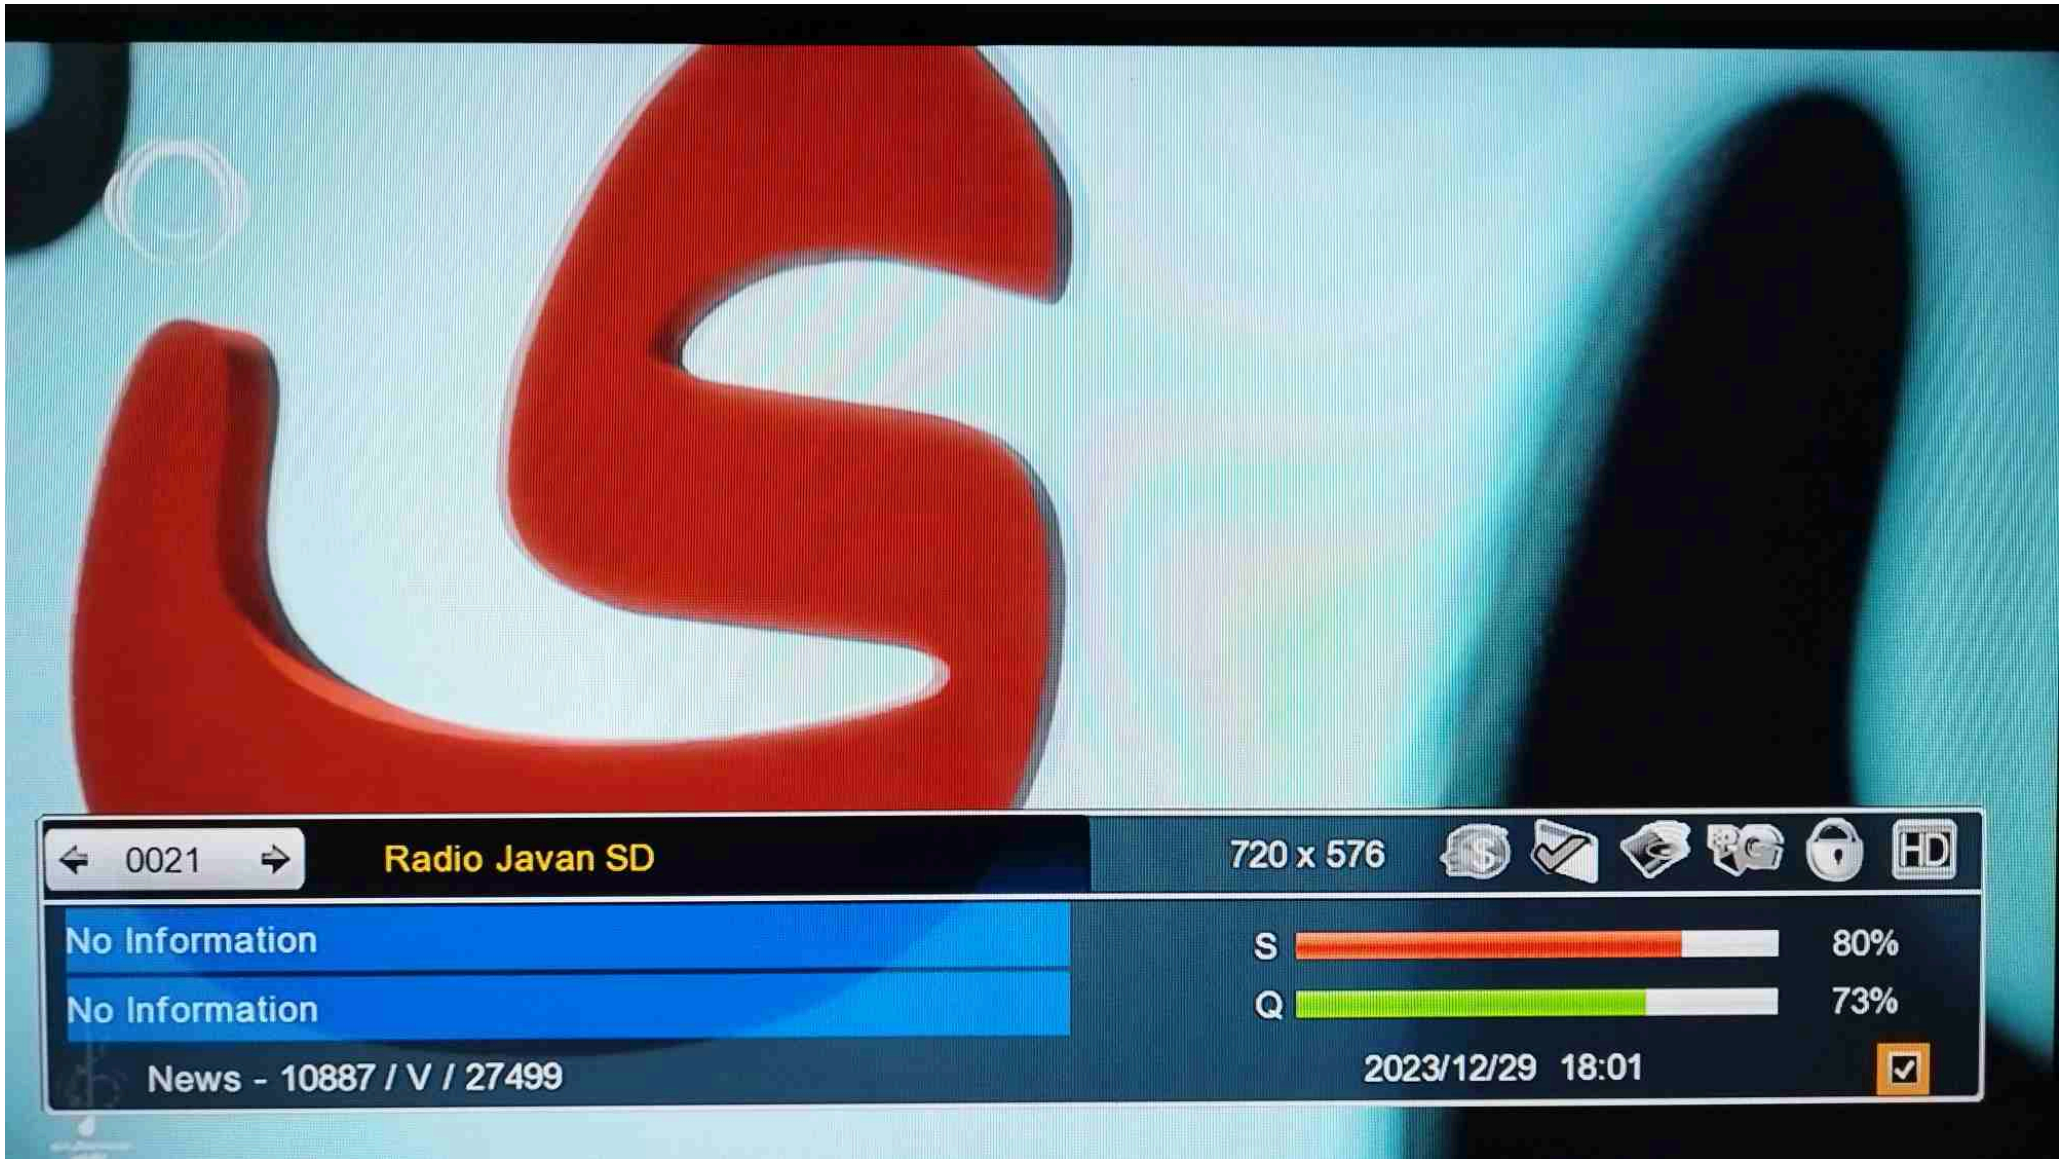 0021
Radio Javan SD
720 x 576
HD
No Information
S 80%
No Information
Q 73%
News - 10887 / V / 27499
2023/12/29 18:01